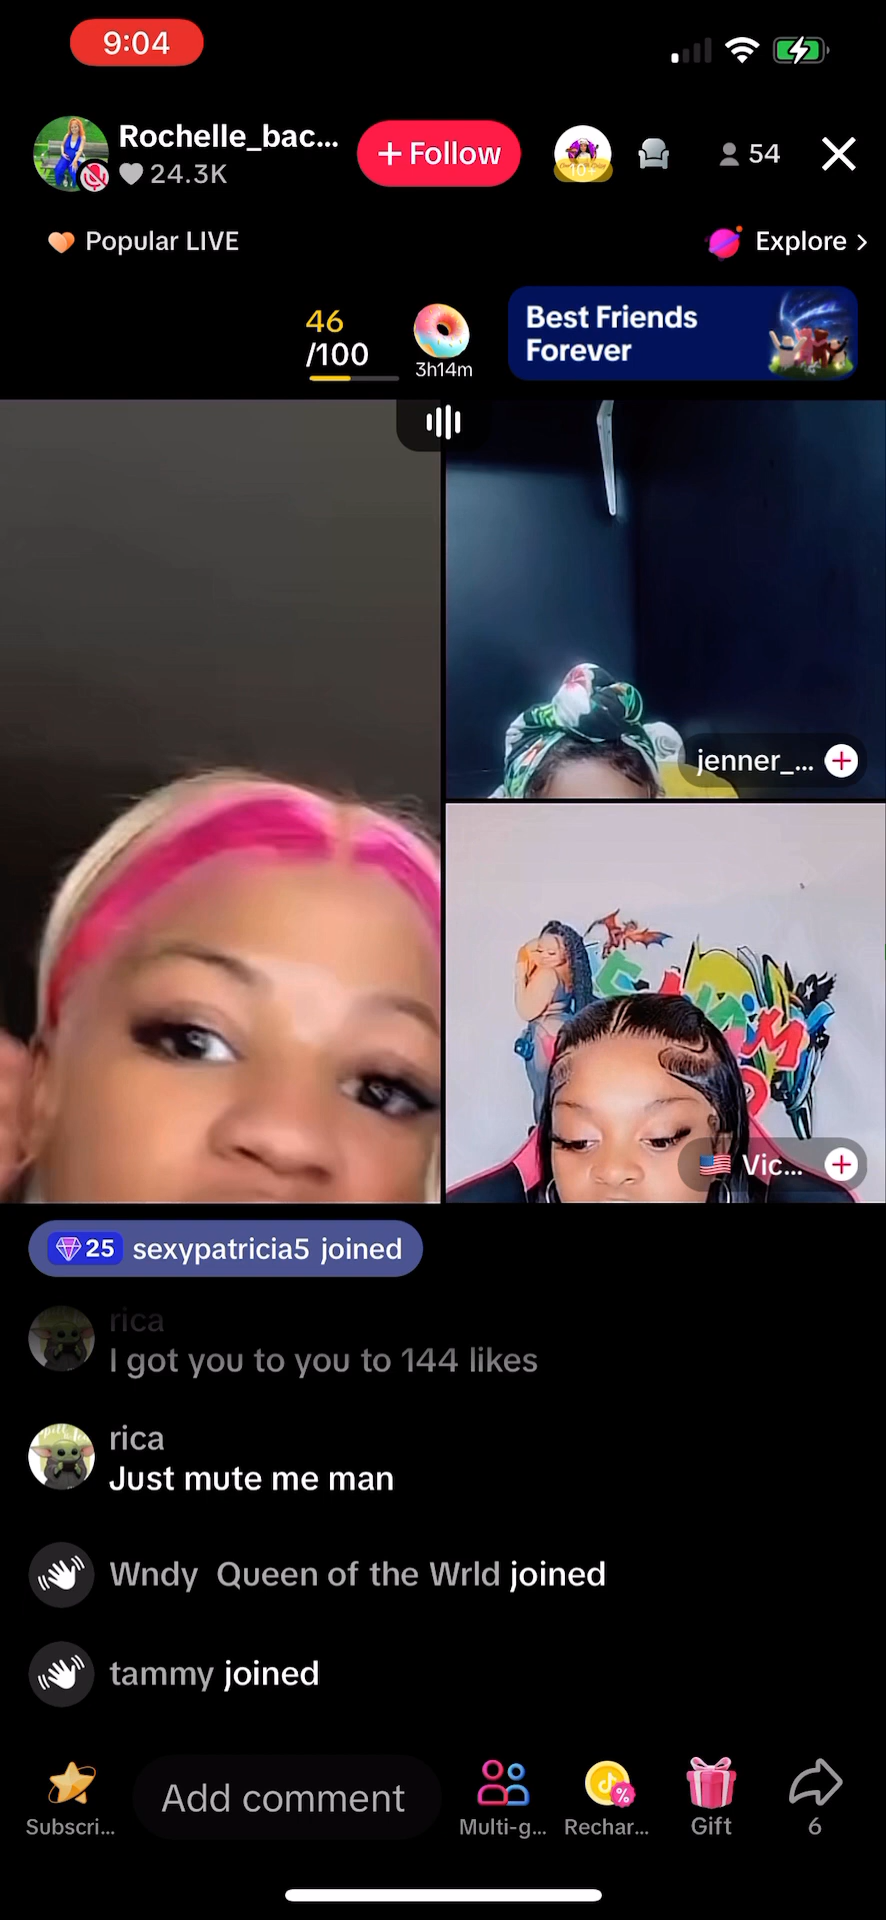 9:04
Rochelle_bac...
+ Follow
10+
54
24.3K
Popular LIVE
Explore >
46
/100
3h14m
Best Friends
Forever
jenner_...
Vic...
25 sexypatricia5 joined
rica
I got you to you to 144 likes
rica
Just mute me man
Wndy Queen of the Wrld joined
tammy joined
Add comment
Subscri...
Multi-g...
Rechar...
Gift
6